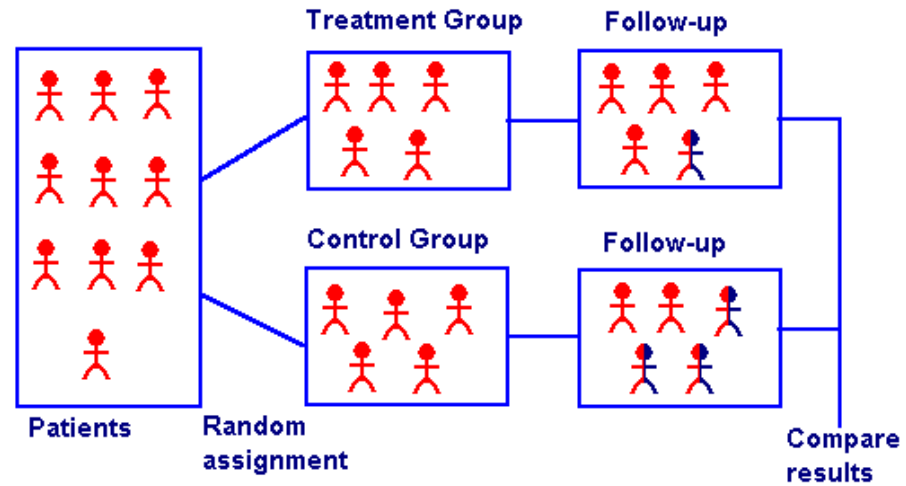 Treatment Group
Follow-up
Control Group
Follow-up
Patients
Random
assignment
Compare
results